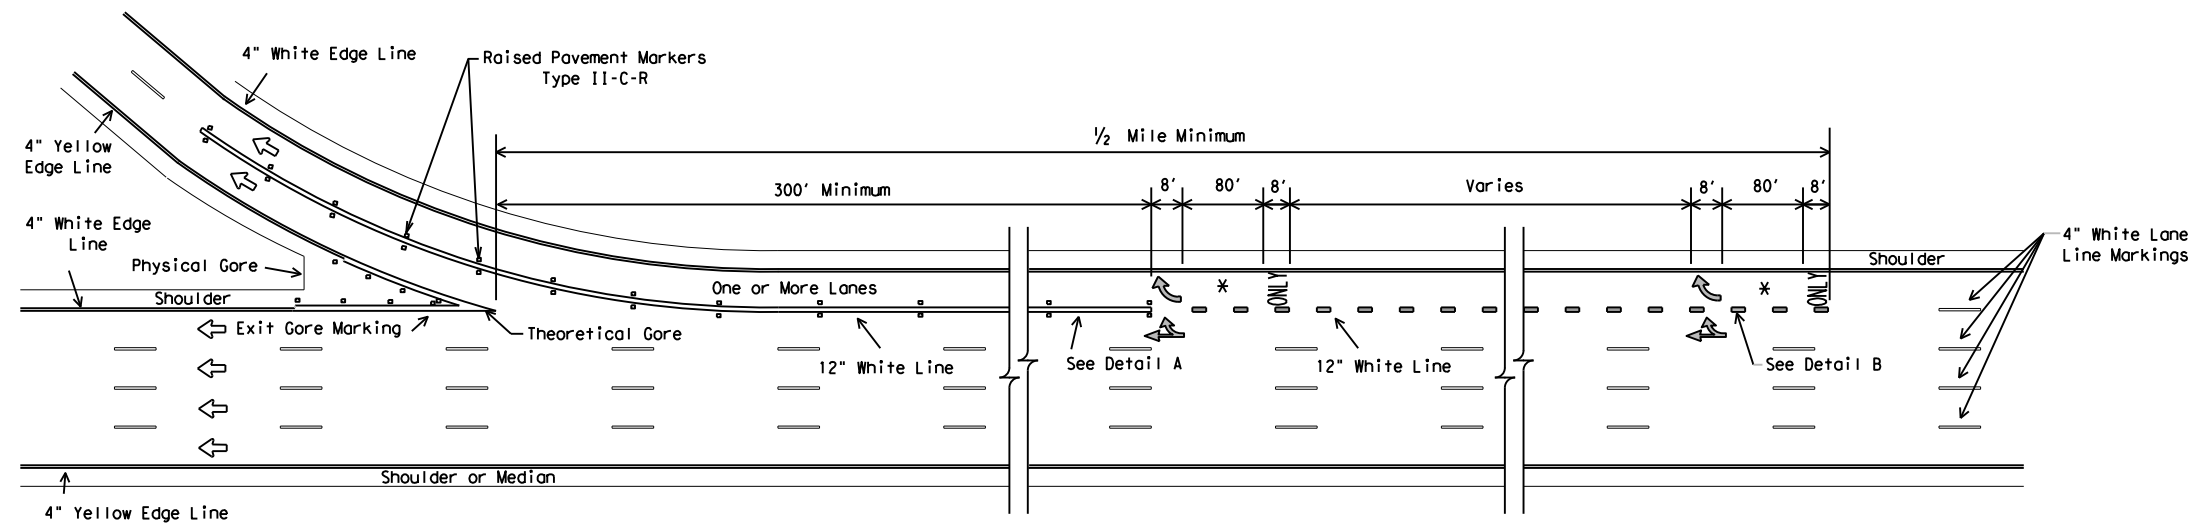 4" White Edge Line
Raised Pavement Markers
Type II-C-R
½ Mile Minimum
4" Yellow
Edge Line
300' Minimum
8'
80'
8'
Varies
8'
80'
8'
4" White Edge
Line
Physical Gore
Shoulder
One or More Lanes
*
ONLY
*
ONLY
Shoulder
4" White Lane
Line Markings
Exit Gore Marking
Theoretical Gore
12" White Line
See Detail A
12" White Line
See Detail B
Shoulder or Median
4" Yellow Edge Line